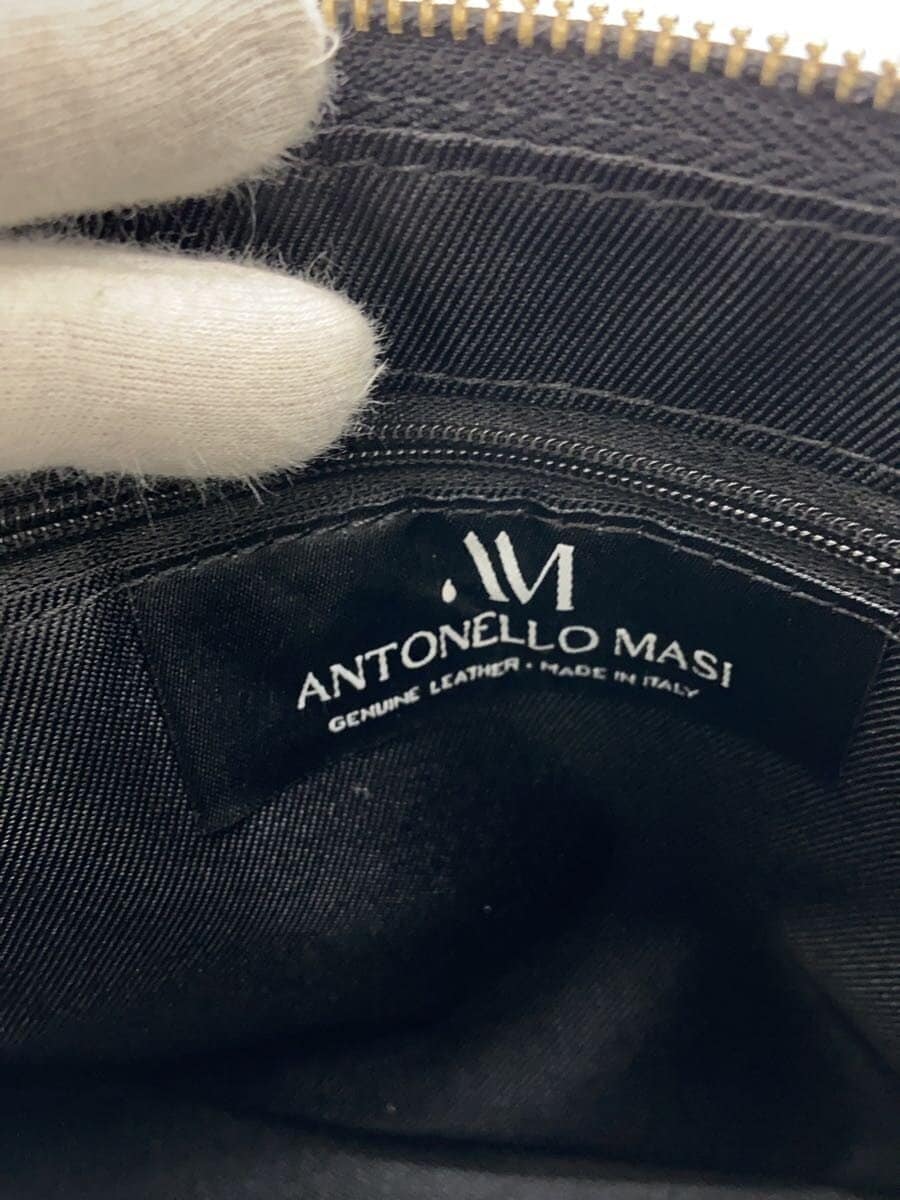 AM
ANTONELLO MASI
GENUINE LEATHER • MADE IN ITALY